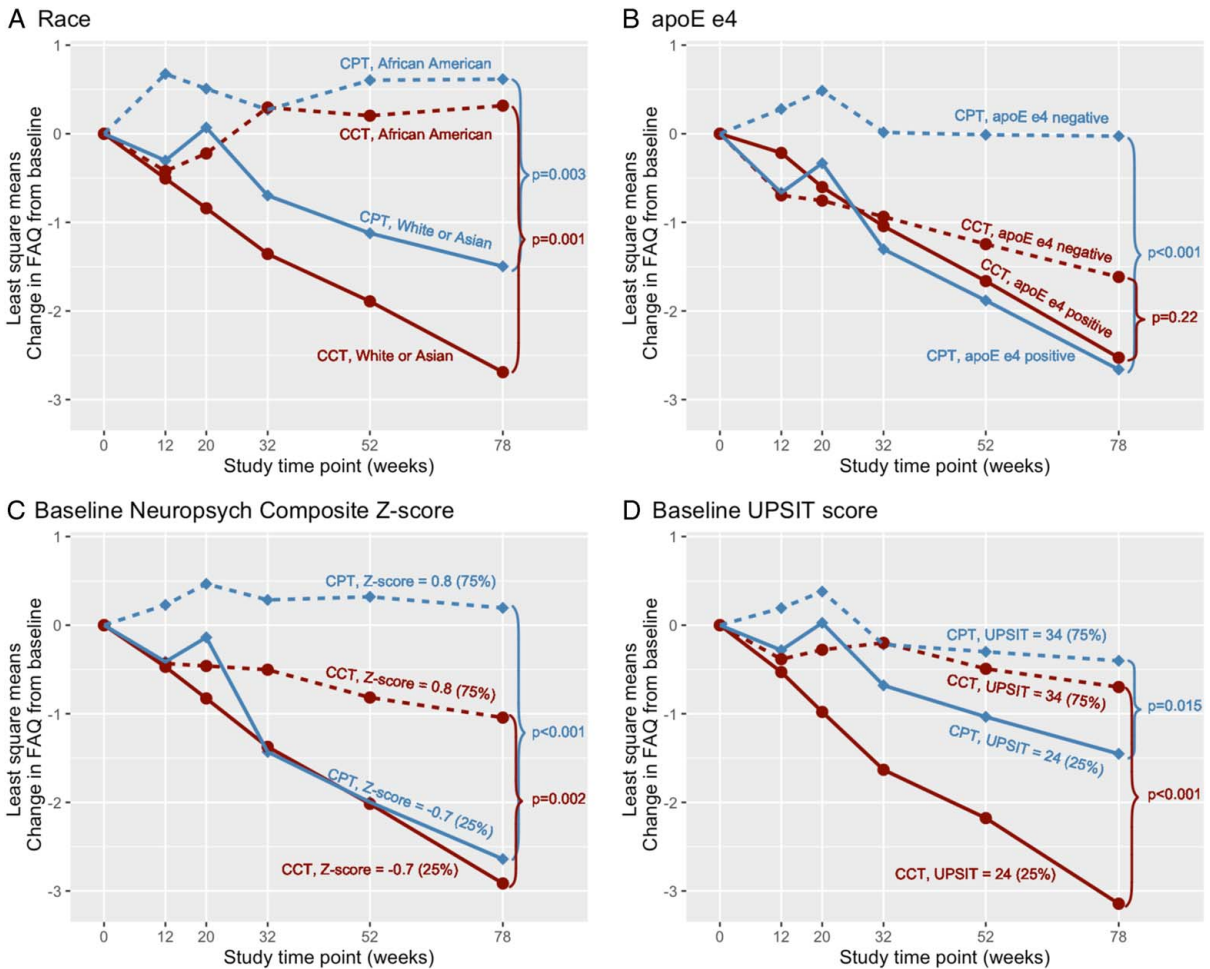 A Race
Least square means
Change in FAQ from baseline
1
0
-1
-2
-3
CPT, African American
CCT, African American
CPT, White or Asian
CCT, White or Asian
p=0.003
p=0.001
0 12 20 32 52 78
Study time point (weeks)
B apoE e4
Least square means
Change in FAQ from baseline
1
0
-1
-2
-3
CPT, apoE e4 negative
CCT, apoE e4 negative
CCT, apoE e4 positive
CPT, apoE e4 positive
p<0.001
p=0.22
0 12 20 32 52 78
Study time point (weeks)
C Baseline Neuropsych Composite Z-score
Least square means
Change in FAQ from baseline
1
0
-1
-2
-3
CPT, Z-score = 0.8 (75%)
CCT, Z-score = 0.8 (75%)
CPT, Z-score = -0.7 (25%)
CCT, Z-score = -0.7 (25%)
p<0.001
p=0.002
0 12 20 32 52 78
Study time point (weeks)
D Baseline UPSIT score
Least square means
Change in FAQ from baseline
1
0
-1
-2
-3
CPT, UPSIT = 34 (75%)
CCT, UPSIT = 34 (75%)
CPT, UPSIT = 24 (25%)
CCT, UPSIT = 24 (25%)
p=0.015
p<0.001
0 12 20 32 52 78
Study time point (weeks)